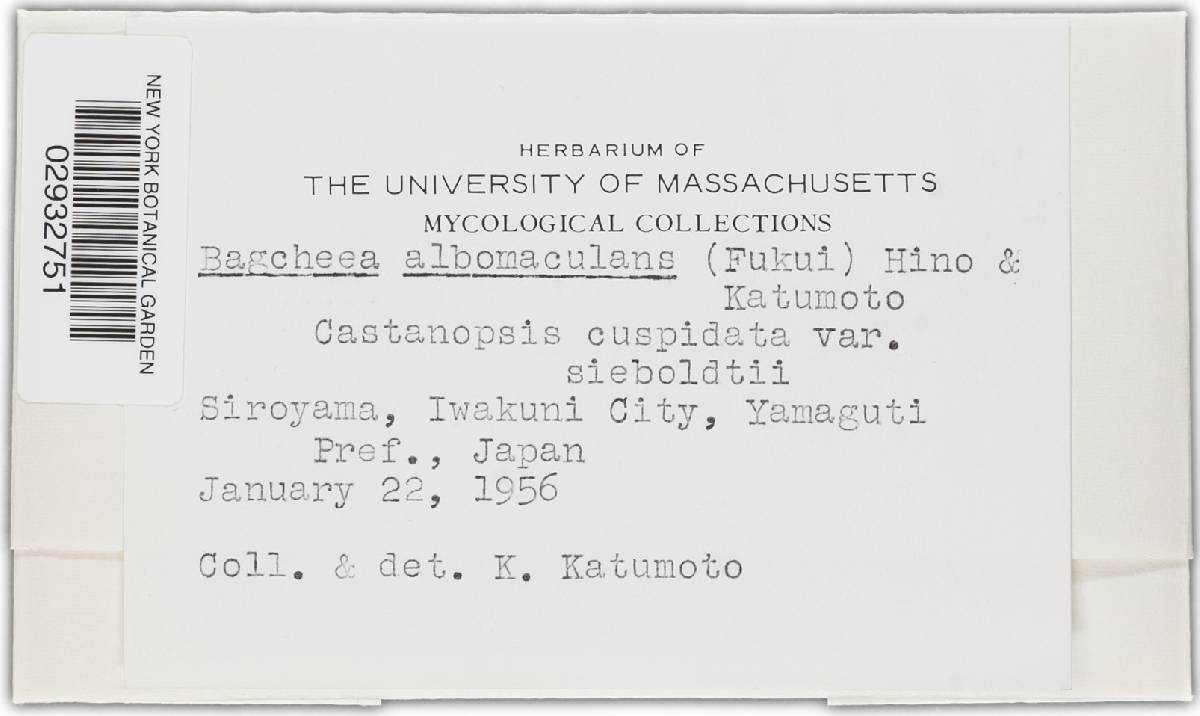 NEW YORK BOTANICAL GARDEN
02932751
HERBARIUM OF
THE UNIVERSITY OF MASSACHUSETTS
MYCOLOGICAL COLLECTIONS
Bagcheea albomaculans (Fukui) Hino &
Katumoto
Castanopsis cuspidata var.
sieboldtii
Siroyama, Iwakuni City, Yamaguti
Pref., Japan
January 22, 1956
Coll. & det. K. Katumoto